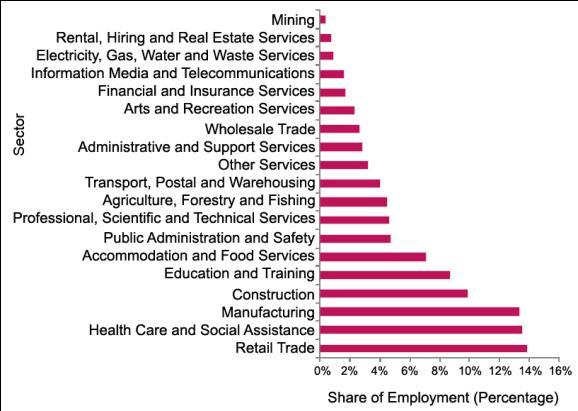 Sector
Mining
Rental, Hiring and Real Estate Services
Electricity, Gas, Water and Waste Services
Information Media and Telecommunications
Financial and Insurance Services
Arts and Recreation Services
Wholesale Trade
Administrative and Support Services
Other Services
Transport, Postal and Warehousing
Agriculture, Forestry and Fishing
Professional, Scientific and Technical Services
Public Administration and Safety
Accommodation and Food Services
Education and Training
Construction
Manufacturing
Health Care and Social Assistance
Retail Trade
0% 2% 4% 6% 8% 10% 12% 14% 16%
Share of Employment (Percentage)